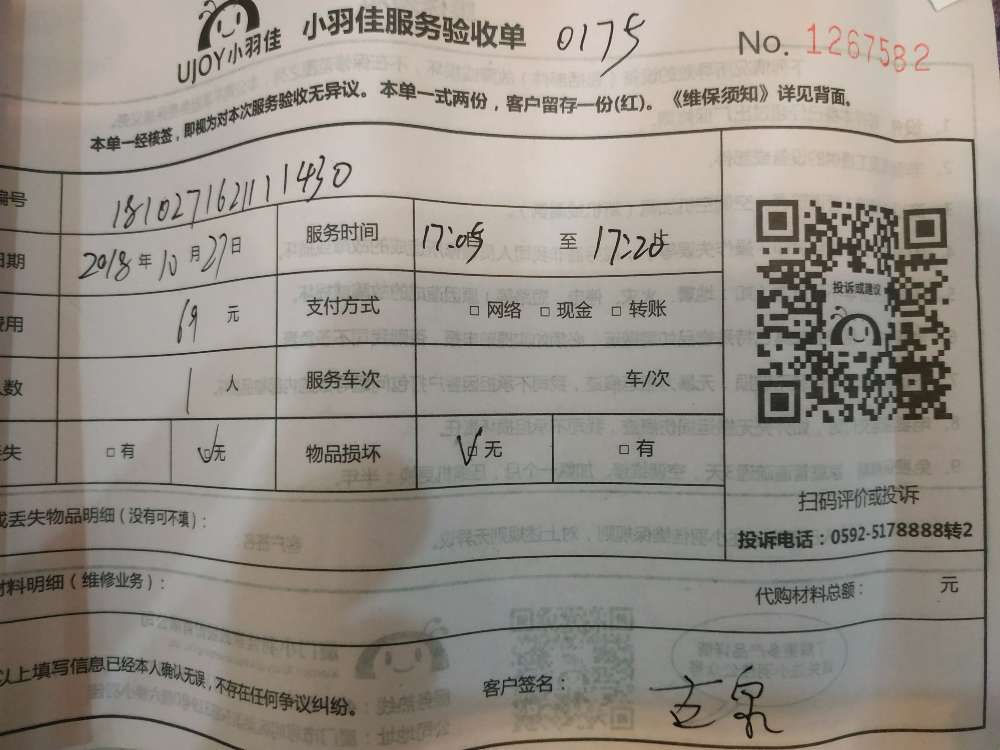 UJOY小羽佳 小羽佳服务验收单 0175 No. 1267582
本单一经核签，即视为对本次服务验收无异议。本单一式两份，客户留存一份(红)。《维保须知》详见背面。
编号 181027162111430
日期 2018年10月27日 服务时间 17:05 至 17:20
费用 69 元 支付方式 □ 网络 □ 现金 □ 转账
人数 1 人 服务车次 车/次
丢失 □ 有 ☑无 物品损坏 ☑无 □ 有
投诉或建议
扫码评价或投诉
投诉电话：0592-5178888转2
或丢失物品明细（没有可不填）：
材料明细（维修业务）： 代购材料总额： 元
以上填写信息已经本人确认无误，不存在任何争议纠纷。 客户签名：